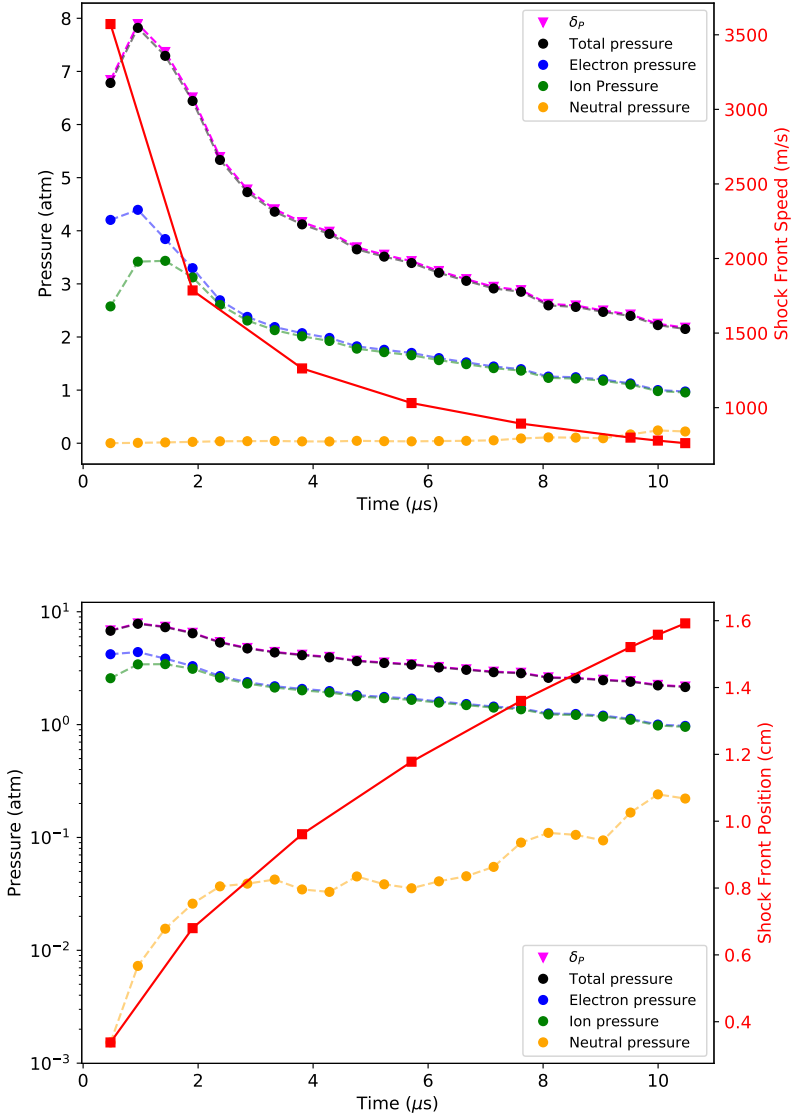 8
7
6
5
4
3
2
1
0
Pressure (atm)
0
2
4
6
8
10
Time (μs)
3500
3000
2500
2000
1500
1000
Shock Front Speed (m/s)
δ_P
Total pressure
Electron pressure
Ion Pressure
Neutral pressure
10¹
10⁰
10⁻¹
10⁻²
10⁻³
Pressure (atm)
0
2
4
6
8
10
Time (μs)
1.6
1.4
1.2
1.0
0.8
0.6
0.4
Shock Front Position (cm)
δ_P
Total pressure
Electron pressure
Ion pressure
Neutral pressure